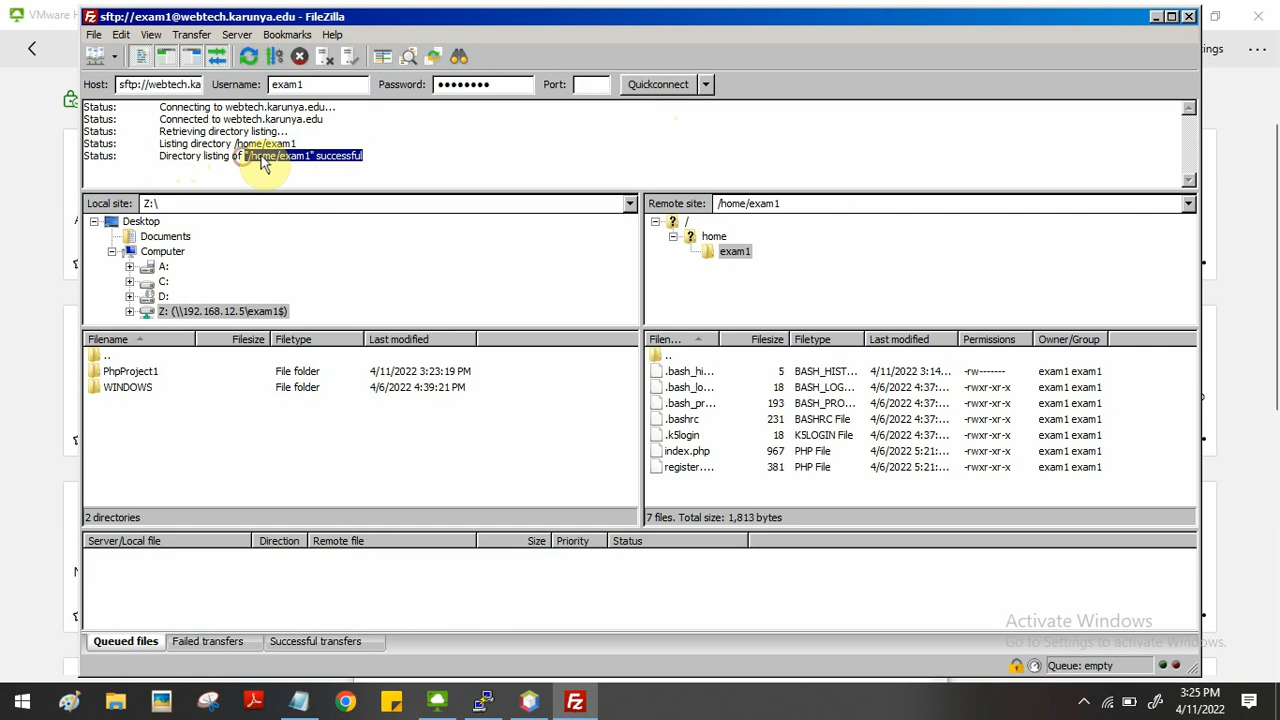 VMware H
sftp://exam1@webtech.karunya.edu - FileZilla
ings
File Edit View Transfer Server Bookmarks Help
Host: sftp://webtech.ka Username: exam1 Password: ●●●●●●●● Port: Quickconnect
Status: Connecting to webtech.karunya.edu...
Status: Connected to webtech.karunya.edu
Status: Retrieving directory listing...
Status: Listing directory /home/exam1
Status: Directory listing of "/home/exam1" successful
Local site: Z:\
Remote site: /home/exam1
Desktop
Documents
Computer
A:
C:
D:
Z: (\\192.168.12.5\exam1$)
/
home
exam1
Filename Filesize Filetype Last modified
..
PhpProject1 File folder 4/11/2022 3:23:19 PM
WINDOWS File folder 4/6/2022 4:39:21 PM
2 directories
Filen... Filesize Filetype Last modified Permissions Owner/Group
..
.bash_hi... 5 BASH_HIST... 4/11/2022 3:14... -rw------- exam1 exam1
.bash_lo... 18 BASH_LOG... 4/6/2022 4:37:... -rwxr-xr-x exam1 exam1
.bash_pr... 193 BASH_PRO... 4/6/2022 4:37:... -rwxr-xr-x exam1 exam1
.bashrc 231 BASHRC File 4/6/2022 4:37:... -rwxr-xr-x exam1 exam1
.k5login 18 K5LOGIN File 4/6/2022 4:37:... -rwxr-xr-x exam1 exam1
index.php 967 PHP File 4/6/2022 5:21:... -rwxr-xr-x exam1 exam1
register.... 381 PHP File 4/6/2022 5:21:... -rwxr-xr-x exam1 exam1
7 files. Total size: 1,813 bytes
Server/Local file Direction Remote file Size Priority Status
Activate Windows
Go to Settings to activate Windows.
Queued files Failed transfers Successful transfers
Queue: empty
3:25 PM
4/11/2022